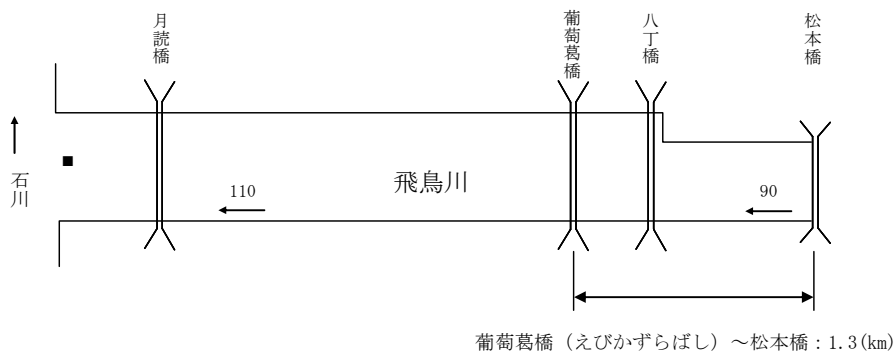 月読橋
葡萄葛橋
八丁橋
松本橋
石川
飛鳥川
110
90
葡萄葛橋（えびかずらばし）～松本橋：1.3(km)